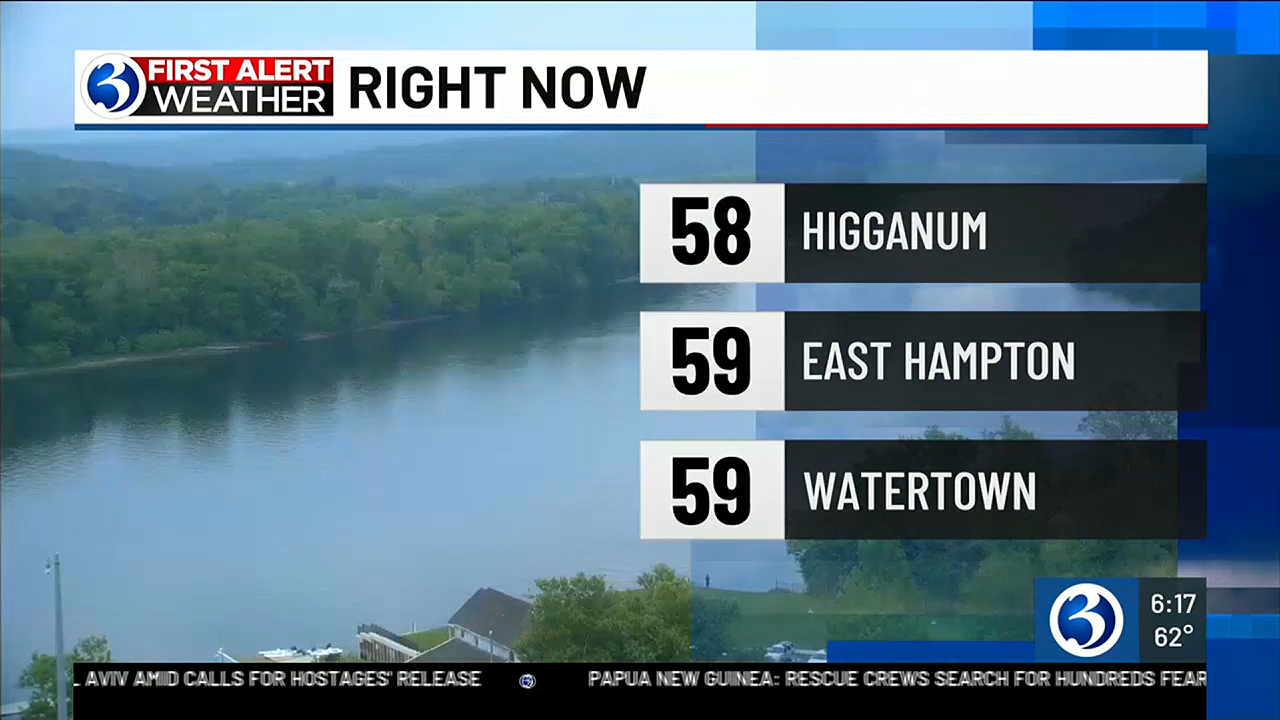 3 FIRST ALERT
WEATHER
RIGHT NOW
58 HIGGANUM
59 EAST HAMPTON
59 WATERTOWN
3
6:17
62°
AVIV AMID CALLS FOR HOSTAGES' RELEASE PAPUA NEW GUINEA: RESCUE CREWS SEARCH FOR HUNDREDS FEAR